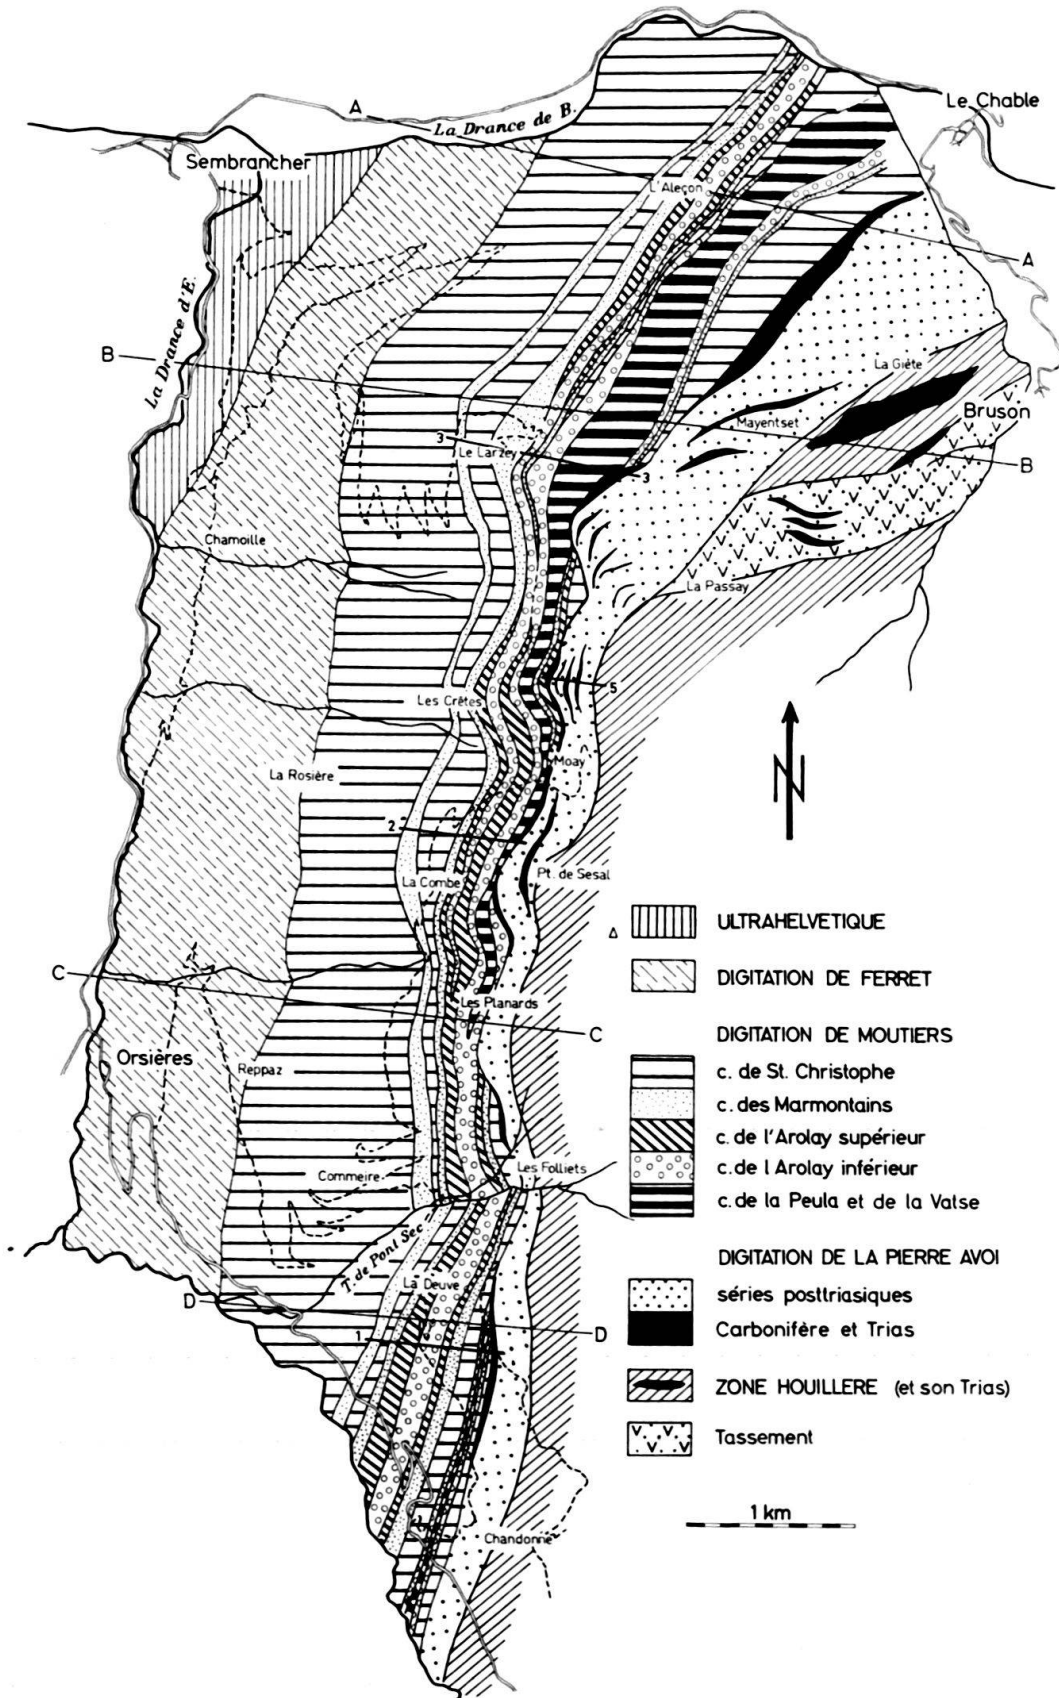 A
La Drance de B.
Le Chable
Sembrancher
L'Aleçon
A
La Drance d'E.
B
La Giéte
Bruson
Mayentset
3
Le Larzey
3
B
Chamoille
La Passay
5
Les Crêtes
Moay
La Rosière
N
2
Pt. de Sesal
La Combe
ULTRAHELVETIQUE
C
DIGITATION DE FERRET
Les Planards
C
DIGITATION DE MOUTIERS
Orsières
Reppaz
c. de St. Christophe
c. des Marmontains
c. de l'Arolay supérieur
Les Folliets
c. de l Arolay inférieur
Commeire
c. de la Peula et de la Vatse
T. de Pont Sec
DIGITATION DE LA PIERRE AVOI
La Deuve
séries posttriasiques
D
D
1
Carbonifère et Trias
ZONE HOUILLERE (et son Trias)
Tassement
1 km
Chandonne